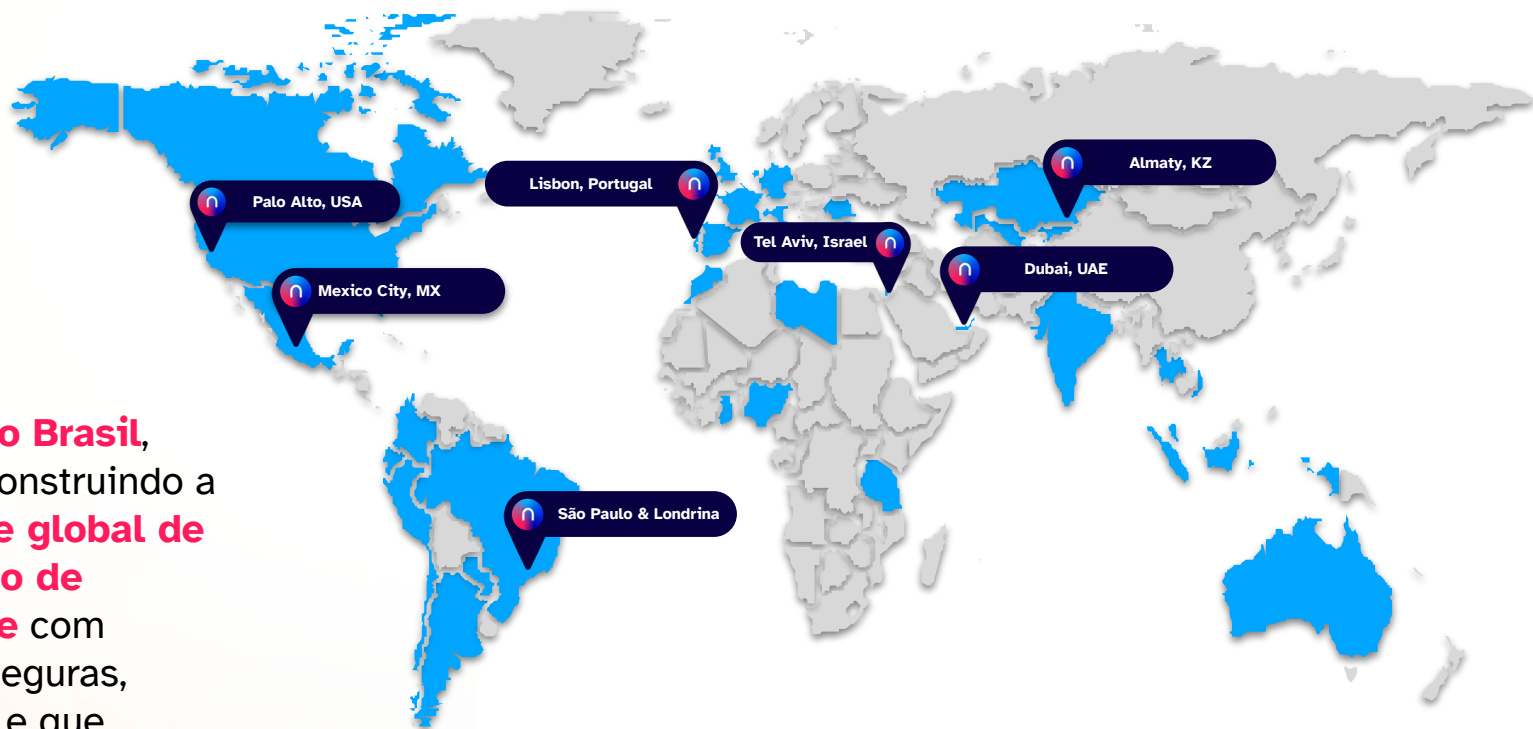 Almaty, KZ
Lisbon, Portugal
Palo Alto, USA
Tel Aviv, Israel
Dubai, UAE
Mexico City, MX
o Brasil,
onstruindo a
e global de
o de
e com
eguras,
e que
São Paulo & Londrina